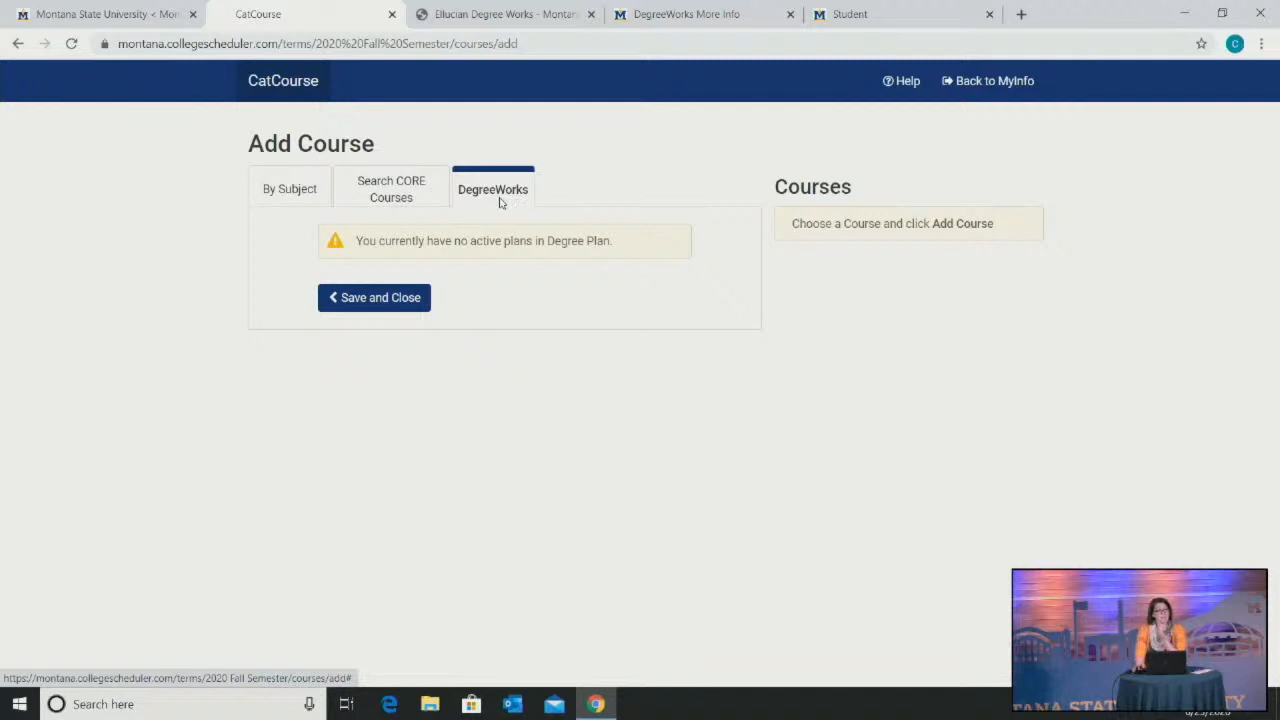 Montana State University < Mon
CatCourse
Ellucian Degree Works - Montan
DegreeWorks More Info
Student
montana.collegescheduler.com/terms/2020%20Fall%20Semester/courses/add
CatCourse
Help
Back to MyInfo
Add Course
By Subject
Search CORE
Courses
DegreeWorks
You currently have no active plans in Degree Plan.
Save and Close
Courses
Choose a Course and click Add Course
https://montana.collegescheduler.com/terms/2020 Fall Semester/courses/add#
Search here
TANA STAT